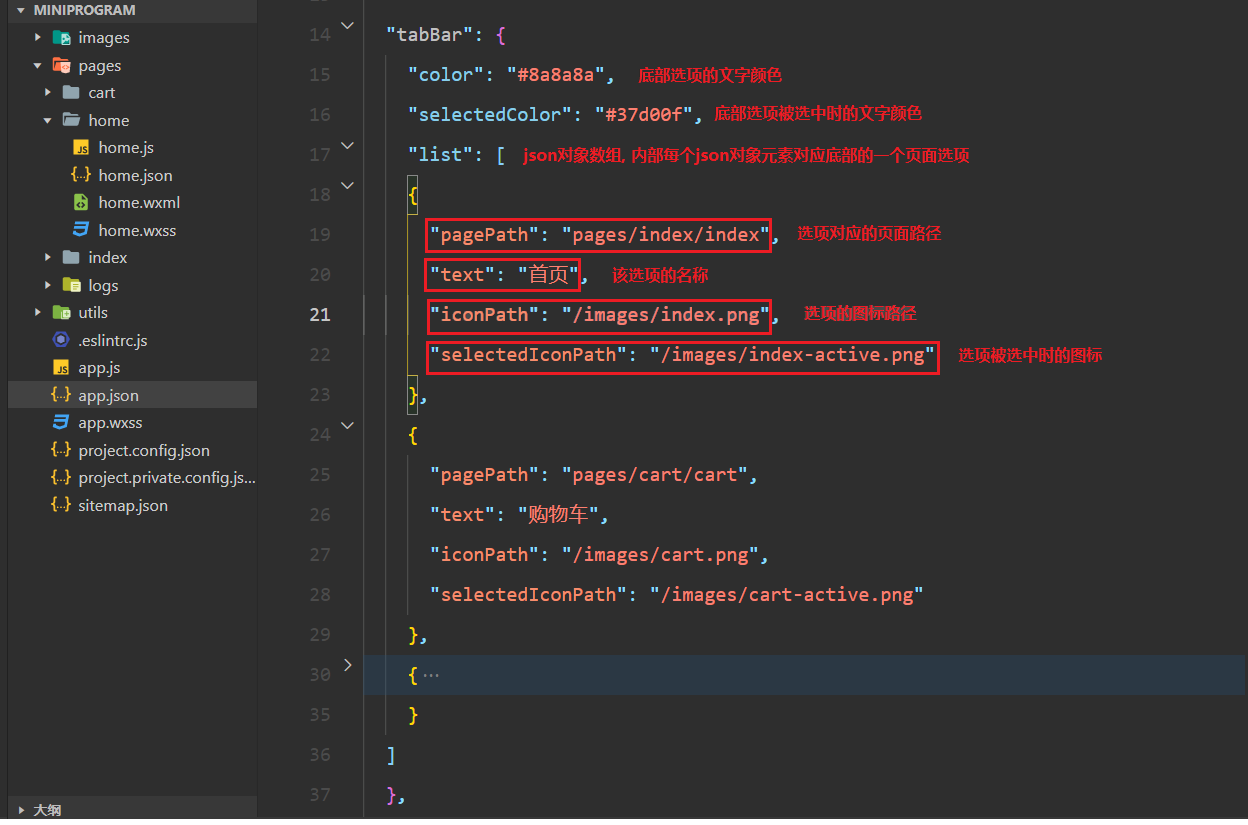 MINIPROGRAM
images
pages
cart
home
home.js
home.json
home.wxml
home.wxss
index
logs
utils
.eslintrc.js
app.js
app.json
app.wxss
project.config.json
project.private.config.js...
sitemap.json
大纲
14 "tabBar": {
15 "color": "#8a8a8a", 底部选项的文字颜色
16 "selectedColor": "#37d00f", 底部选项被选中时的文字颜色
17 "list": [ json对象数组, 内部每个json对象元素对应底部的一个页面选项
18 {
19 "pagePath": "pages/index/index", 选项对应的页面路径
20 "text": "首页", 该选项的名称
21 "iconPath": "/images/index.png", 选项的图标路径
22 "selectedIconPath": "/images/index-active.png" 选项被选中时的图标
23 },
24 {
25 "pagePath": "pages/cart/cart",
26 "text": "购物车",
27 "iconPath": "/images/cart.png",
28 "selectedIconPath": "/images/cart-active.png"
29 },
30 {···
35 }
36 ]
37 },